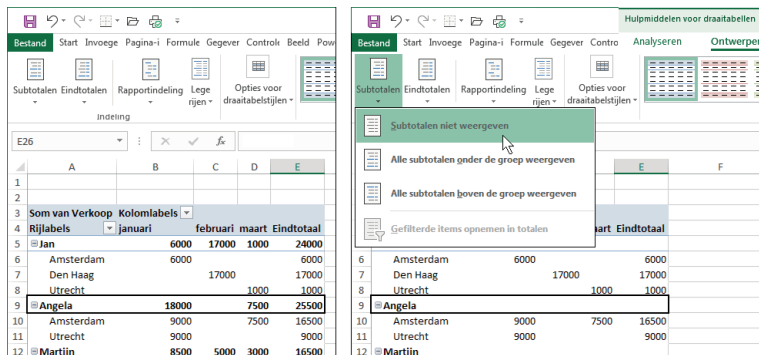 Bestand Start Invoege Pagina-i Formule Gegever Controle Beeld Pow
Subtotalen Eindtotalen Rapportindeling Lege rijen Opties voor draaitabelstijlen
Indeling
E26 fx
A B C D E
1
2
3 Som van Verkoop Kolomlabels
4 Rijlabels januari februari maart Eindtotaal
5 Jan 6000 17000 1000 24000
6 Amsterdam 6000 6000
7 Den Haag 17000 17000
8 Utrecht 1000 1000
9 Angela 18000 7500 25500
10 Amsterdam 9000 7500 16500
11 Utrecht 9000 9000
12 Martijn 8500 5000 3000 16500
Hulpmiddelen voor draaitabellen
Bestand Start Invoege Pagina-i Formule Gegever Contro Analyseren Ontwerpen
Subtotalen Eindtotalen Rapportindeling Lege rijen Opties voor draaitabelstijlen
Subtotalen niet weergeven
Alle subtotalen onder de groep weergeven
Alle subtotalen boven de groep weergeven
Gefilterde items opnemen in totalen
E F
aart Eindtotaal
5
6 Amsterdam 6000 6000
7 Den Haag 17000 17000
8 Utrecht 1000 1000
9 Angela
10 Amsterdam 9000 7500 16500
11 Utrecht 9000 9000
12 Martijn